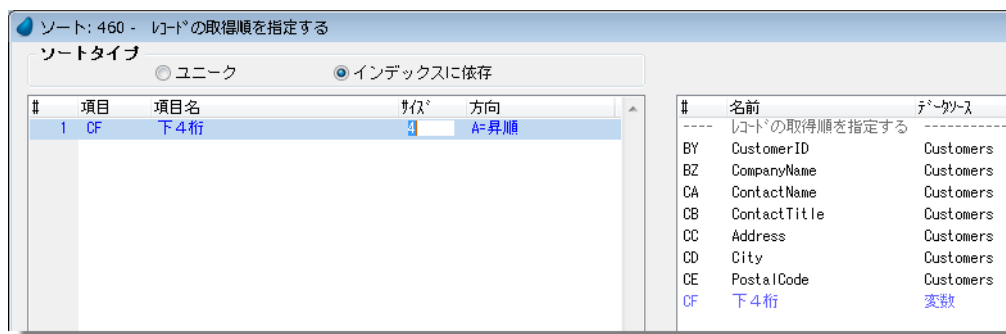 ソート: 460 - ﾚｺｰﾄﾞの取得順を指定する
ソートタイプ
ユニーク インデックスに依存
# 項目 項目名 ｻｲｽﾞ 方向
1 CF 下４桁 4 A=昇順
# 名前 ﾃﾞｰﾀｿｰｽ
---- ﾚｺｰﾄﾞの取得順を指定する ----------
BY CustomerID Customers
BZ CompanyName Customers
CA ContactName Customers
CB ContactTitle Customers
CC Address Customers
CD City Customers
CE PostalCode Customers
CF 下４桁 変数